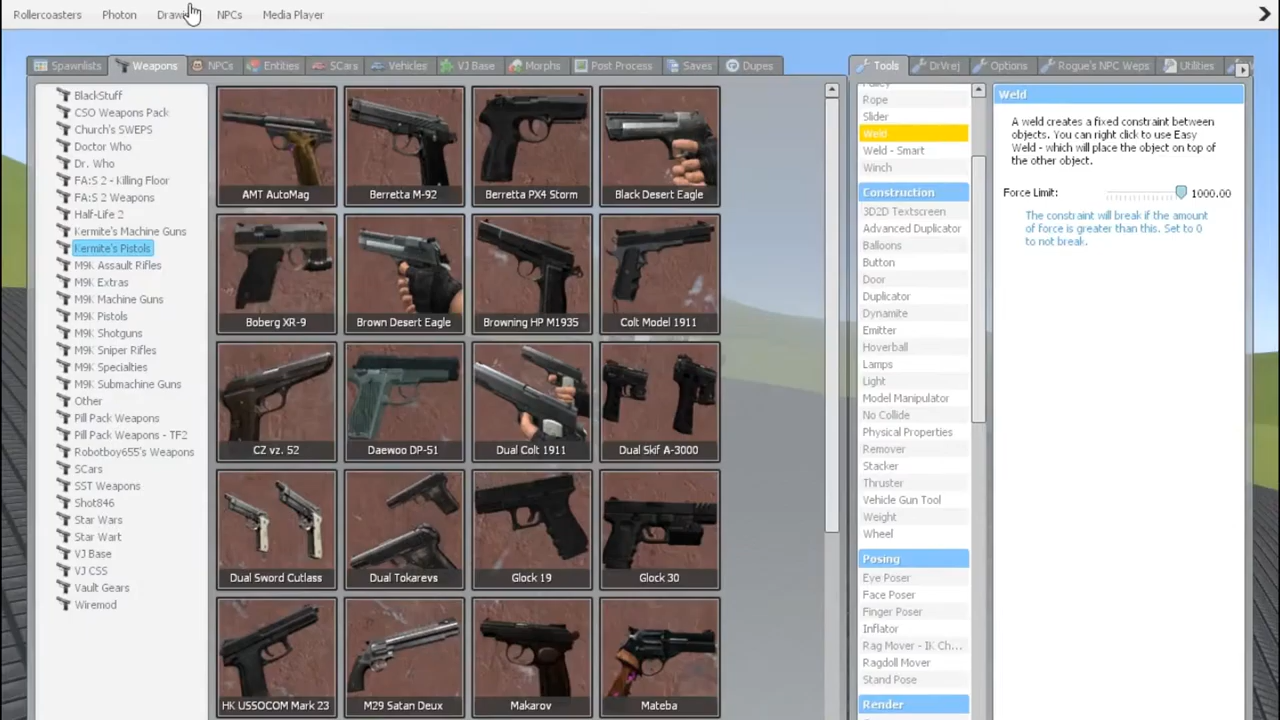 Rollercoasters Photon NPCs Media Player
Spawnlists Weapons NPCs Entities SCars Vehicles VJ Base Morphs Post Process Saves Dupes
BlackStuff
CSO Weapons Pack
Church's SWEPS
Doctor Who
Dr. Who
FA:S 2 - Killing Floor
FA:S 2 Weapons
Half-Life 2
Kermite's Machine Guns
Kermite's Pistols
M9K Assault Rifles
M9K Extras
M9K Machine Guns
M9K Pistols
M9K Shotguns
M9K Sniper Rifles
M9K Specialties
M9K Submachine Guns
Other
Pill Pack Weapons
Pill Pack Weapons - TF2
Robotboy655's Weapons
SCars
SST Weapons
Shot846
Star Wars
Star Wart
VJ Base
VJ CSS
Vault Gears
Wiremod
AMT AutoMag Berretta M-92 Berretta PX4 Storm Black Desert Eagle
Boberg XR-9 Brown Desert Eagle Browning HP M1935 Colt Model 1911
CZ vz. 52 Daewoo DP-51 Dual Colt 1911 Dual Skif A-3000
Dual Sword Cutlass Dual Tokarevs Glock 19 Glock 30
HK USSOCOM Mark 23 M29 Satan Deux Makarov Mateba
Tools DrVrej Options Rogue's NPC Weps Utilities
Rope
Slider
Weld
Weld - Smart
Winch
Construction
3D2D Textscreen
Advanced Duplicator
Balloons
Button
Door
Duplicator
Dynamite
Emitter
Hoverball
Lamps
Light
Model Manipulator
No Collide
Physical Properties
Remover
Stacker
Thruster
Vehicle Gun Tool
Weight
Wheel
Posing
Eye Poser
Face Poser
Finger Poser
Inflator
Rag Mover - IK Ch...
Ragdoll Mover
Stand Pose
Render
Weld
A weld creates a fixed constraint between
objects. You can right click to use Easy
Weld - which will place the object on top of
the other object.
Force Limit: 1000.00
The constraint will break if the amount
of force is greater than this. Set to 0
to not break.